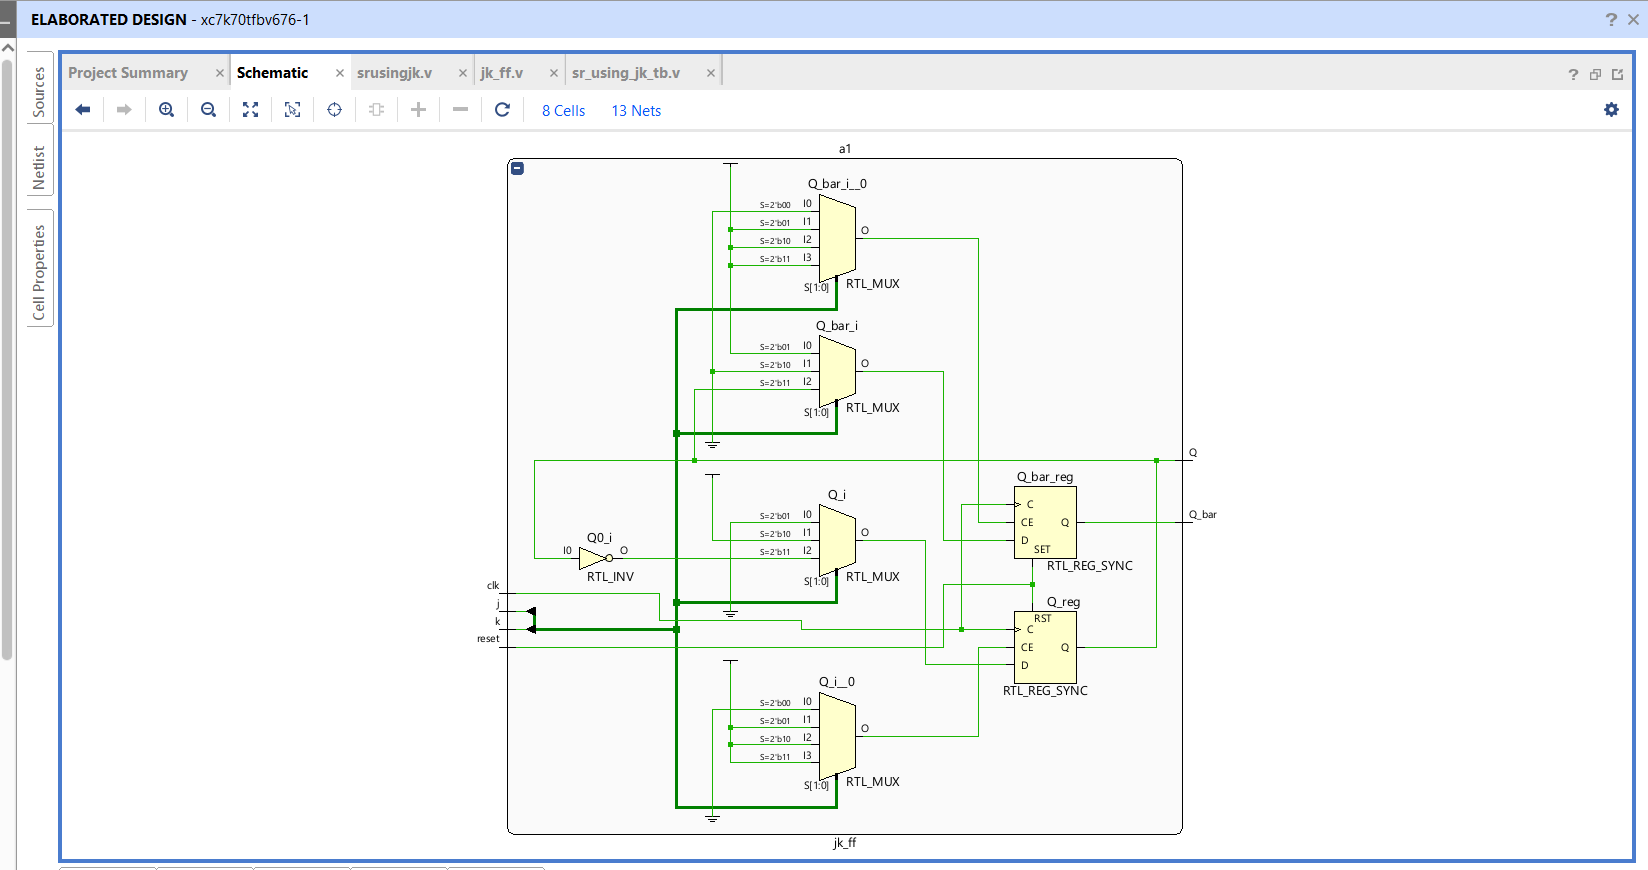 ELABORATED DESIGN - xc7k70tfbv676-1
? ×
Sources
Netlist
Cell Properties
Project Summary × Schematic × srusingjk.v × jk_ff.v × sr_using_jk_tb.v ×
?
8 Cells 13 Nets
a1
Q_bar_i__0
S=2'b00 I0
S=2'b01 I1
S=2'b10 I2
S=2'b11 I3
O
S[1:0] RTL_MUX
Q_bar_i
S=2'b01 I0
S=2'b10 I1
S=2'b11 I2
O
S[1:0] RTL_MUX
Q
Q_bar_reg
C
CE Q
D
SET
RTL_REG_SYNC
Q_bar
Q_i
S=2'b01 I0
S=2'b10 I1
S=2'b11 I2
O
S[1:0] RTL_MUX
Q0_i
I0 O
RTL_INV
clk
j
k
reset
Q_reg
RST
C
CE Q
D
RTL_REG_SYNC
Q_i__0
S=2'b00 I0
S=2'b01 I1
S=2'b10 I2
S=2'b11 I3
O
S[1:0] RTL_MUX
jk_ff